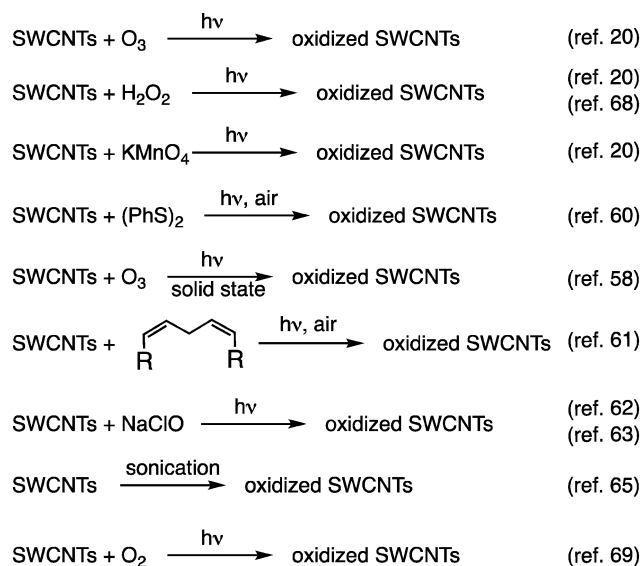 SWCNTs + O₃ hν oxidized SWCNTs (ref. 20)
SWCNTs + H₂O₂ hν oxidized SWCNTs (ref. 20) (ref. 68)
SWCNTs + KMnO₄ hν oxidized SWCNTs (ref. 20)
SWCNTs + (PhS)₂ hν, air oxidized SWCNTs (ref. 60)
SWCNTs + O₃ hν solid state oxidized SWCNTs (ref. 58)
SWCNTs + R R hν, air oxidized SWCNTs (ref. 61)
SWCNTs + NaClO hν oxidized SWCNTs (ref. 62) (ref. 63)
SWCNTs sonication oxidized SWCNTs (ref. 65)
SWCNTs + O₂ hν oxidized SWCNTs (ref. 69)